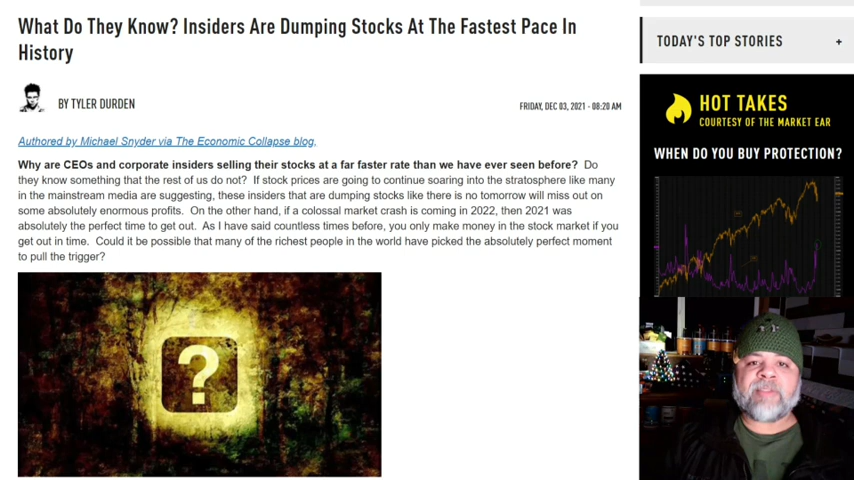 What Do They Know? Insiders Are Dumping Stocks At The Fastest Pace In
History
BY TYLER DURDEN
FRIDAY, DEC 03, 2021 - 08:20 AM
Authored by Michael Snyder via The Economic Collapse blog,
Why are CEOs and corporate insiders selling their stocks at a far faster rate than we have ever seen before? Do
they know something that the rest of us do not? If stock prices are going to continue soaring into the stratosphere like many
in the mainstream media are suggesting, these insiders that are dumping stocks like there is no tomorrow will miss out on
some absolutely enormous profits. On the other hand, if a colossal market crash is coming in 2022, then 2021 was
absolutely the perfect time to get out. As I have said countless times before, you only make money in the stock market if you
get out in time. Could it be possible that many of the richest people in the world have picked the absolutely perfect moment
to pull the trigger?
?
TODAY'S TOP STORIES +
HOT TAKES
COURTESY OF THE MARKET EAR
WHEN DO YOU BUY PROTECTION?